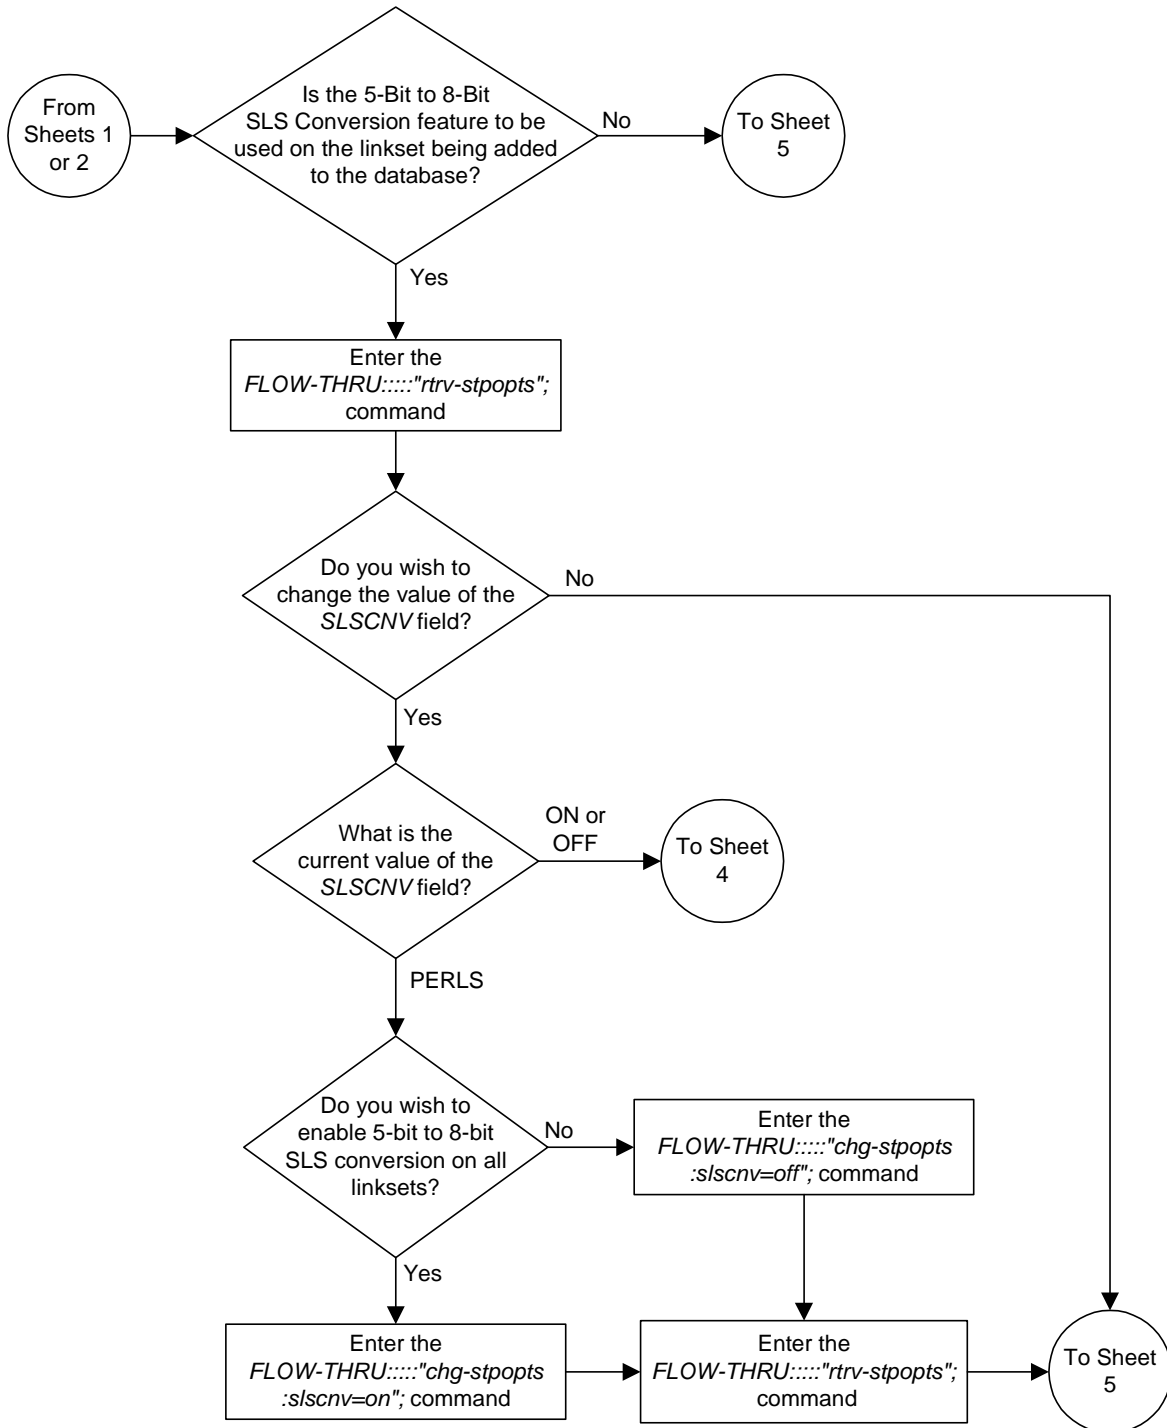 From
Sheets 1
or 2
Is the 5-Bit to 8-Bit
SLS Conversion feature to be
used on the linkset being added
to the database?
No
To Sheet
5
Yes
Enter the
FLOW-THRU:::::"rtrv-stpopts";
command
Do you wish to
change the value of the
SLSCNV field?
No
Yes
What is the
current value of the
SLSCNV field?
ON or
OFF
To Sheet
4
PERLS
Do you wish to
enable 5-bit to 8-bit
SLS conversion on all
linksets?
No
Enter the
FLOW-THRU:::::"chg-stpopts
:slscnv=off"; command
Yes
Enter the
FLOW-THRU:::::"chg-stpopts
:slscnv=on"; command
Enter the
FLOW-THRU:::::"rtrv-stpopts";
command
To Sheet
5